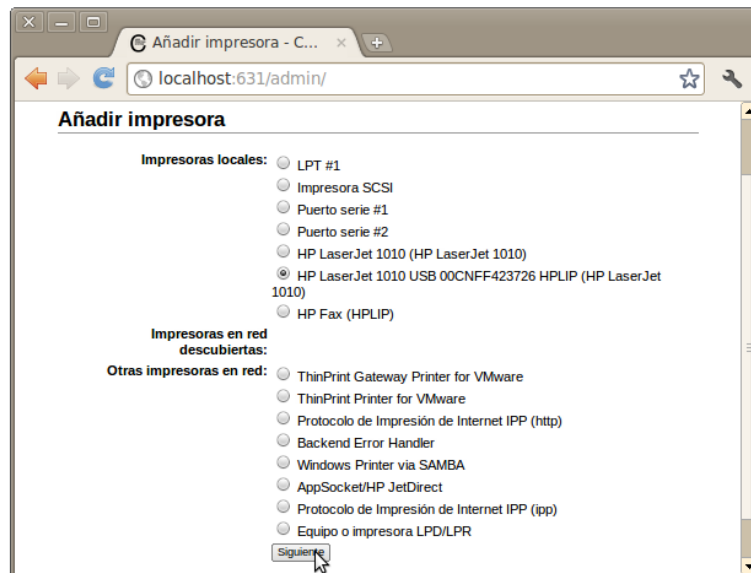 Añadir impresora - C...
localhost:631/admin/
Añadir impresora
Impresoras locales:
LPT #1
Impresora SCSI
Puerto serie #1
Puerto serie #2
HP LaserJet 1010 (HP LaserJet 1010)
HP LaserJet 1010 USB 00CNFF423726 HPLIP (HP LaserJet
1010)
HP Fax (HPLIP)
Impresoras en red
descubiertas:
Otras impresoras en red:
ThinPrint Gateway Printer for VMware
ThinPrint Printer for VMware
Protocolo de Impresión de Internet IPP (http)
Backend Error Handler
Windows Printer via SAMBA
AppSocket/HP JetDirect
Protocolo de Impresión de Internet IPP (ipp)
Equipo o impresora LPD/LPR
Siguiente